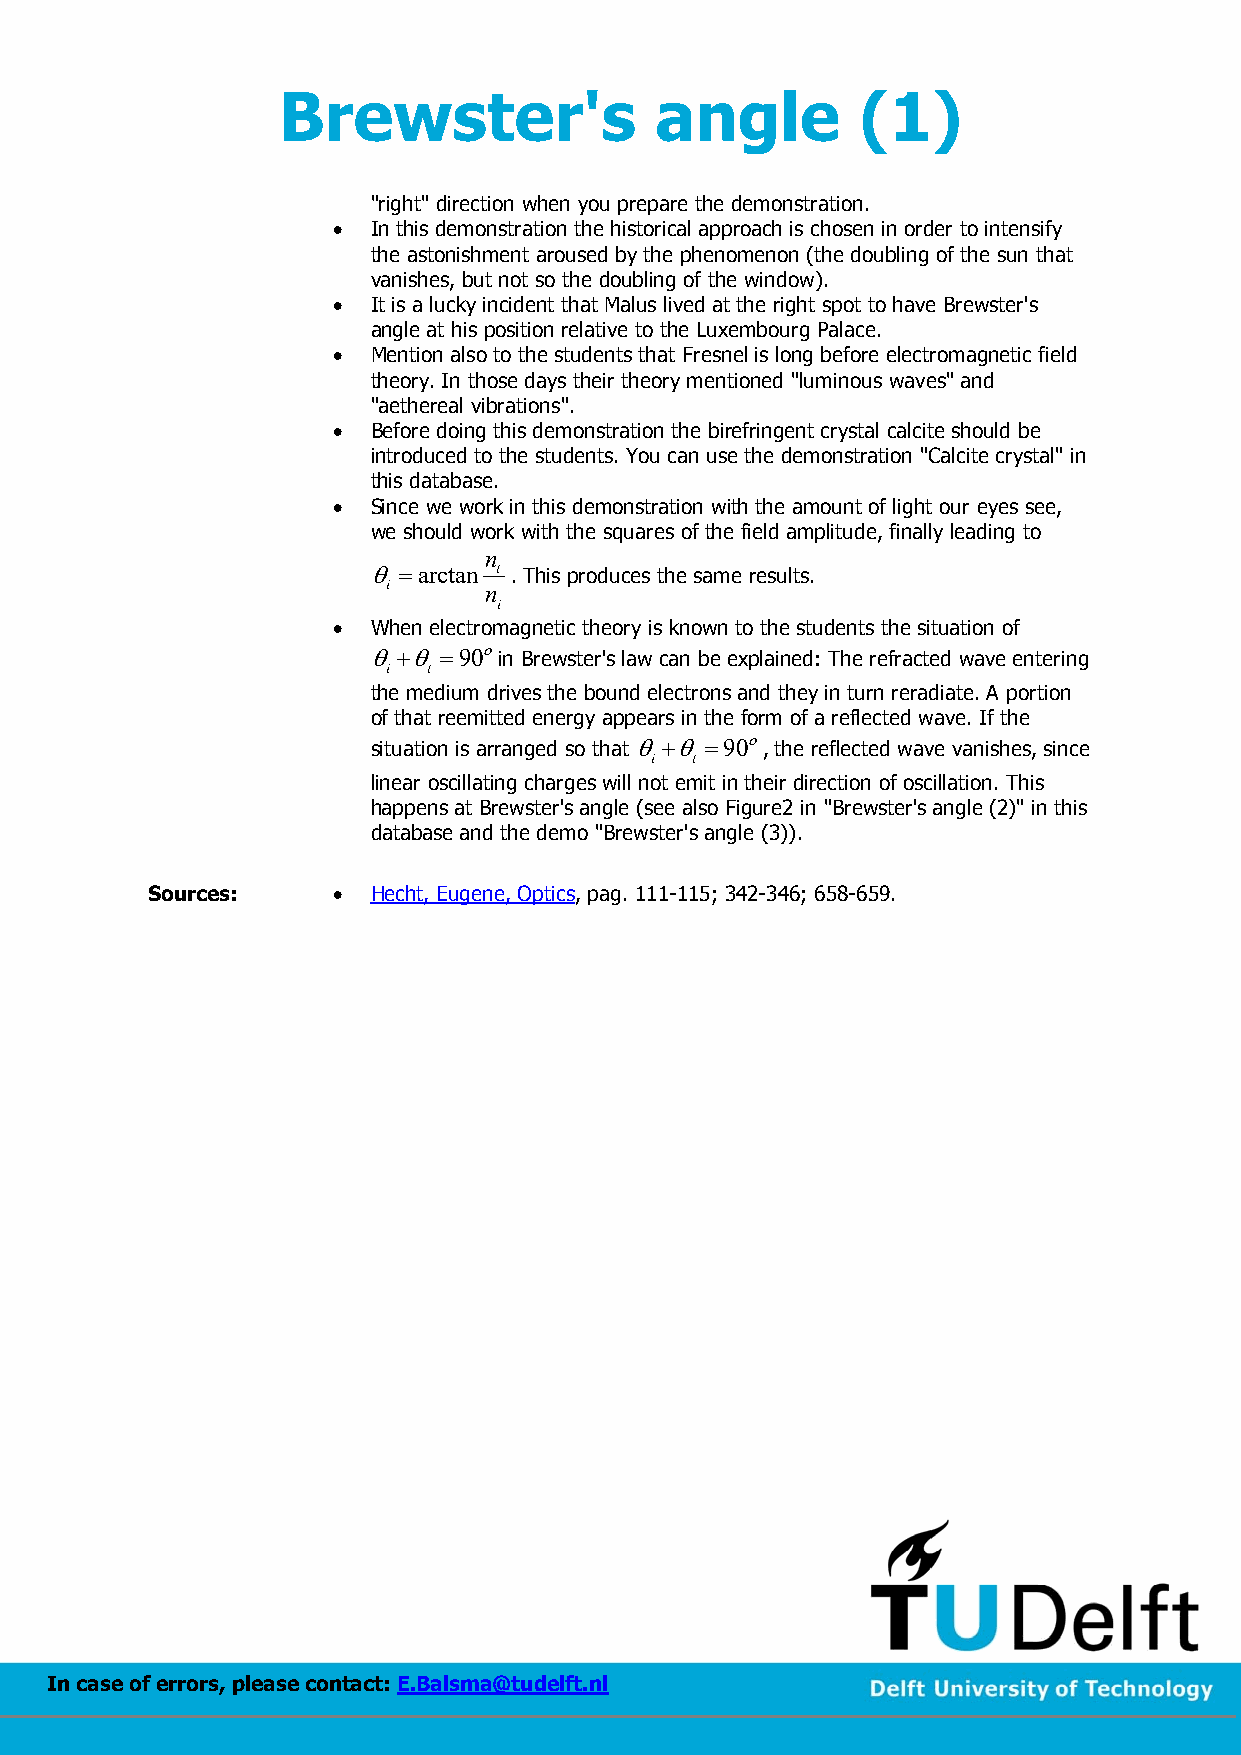 Brewster's angle (1)
"right" direction when you prepare the demonstration.
• In this demonstration the historical approach is chosen in order to intensify
the astonishment aroused by the phenomenon (the doubling of the sun that
vanishes, but not so the doubling of the window).
• It is a lucky incident that Malus lived at the right spot to have Brewster's
angle at his position relative to the Luxembourg Palace.
• Mention also to the students that Fresnel is long before electromagnetic field
theory. In those days their theory mentioned "luminous waves" and
"aethereal vibrations".
• Before doing this demonstration the birefringent crystal calcite should be
introduced to the students. You can use the demonstration "Calcite crystal" in
this database.
• Since we work in this demonstration with the amount of light our eyes see,
we should work with the squares of the field amplitude, finally leading to
θ_i = arctan n_t/n_i . This produces the same results.
• When electromagnetic theory is known to the students the situation of
θ_i + θ_t = 90º in Brewster's law can be explained: The refracted wave entering
the medium drives the bound electrons and they in turn reradiate. A portion
of that reemitted energy appears in the form of a reflected wave. If the
situation is arranged so that θ_i + θ_t = 90º , the reflected wave vanishes, since
linear oscillating charges will not emit in their direction of oscillation. This
happens at Brewster's angle (see also Figure2 in "Brewster's angle (2)" in this
database and the demo "Brewster's angle (3)).
Sources: • Hecht, Eugene, Optics, pag. 111-115; 342-346; 658-659.
TUDelft
In case of errors, please contact: E.Balsma@tudelft.nl
Delft University of Technology